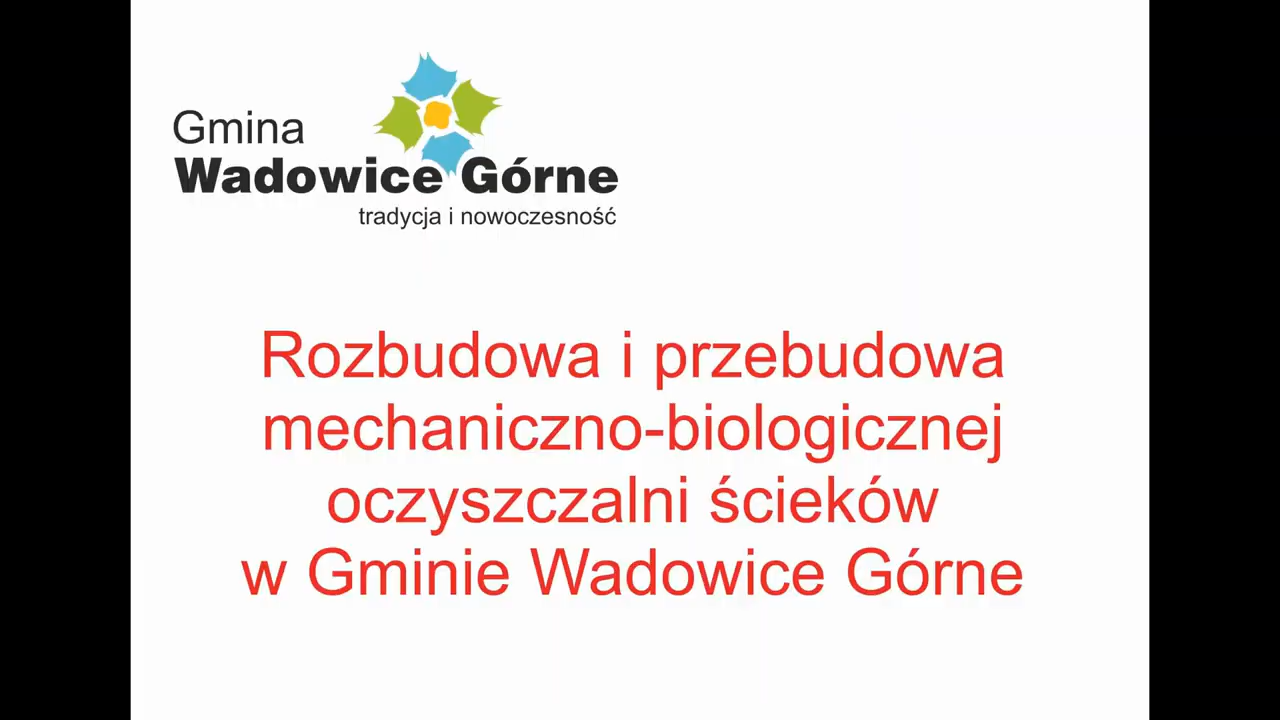 Gmina
Wadowice Górne
tradycja i nowoczesność
Rozbudowa i przebudowa
mechaniczno-biologicznej
oczyszczalni ścieków
w Gminie Wadowice Górne